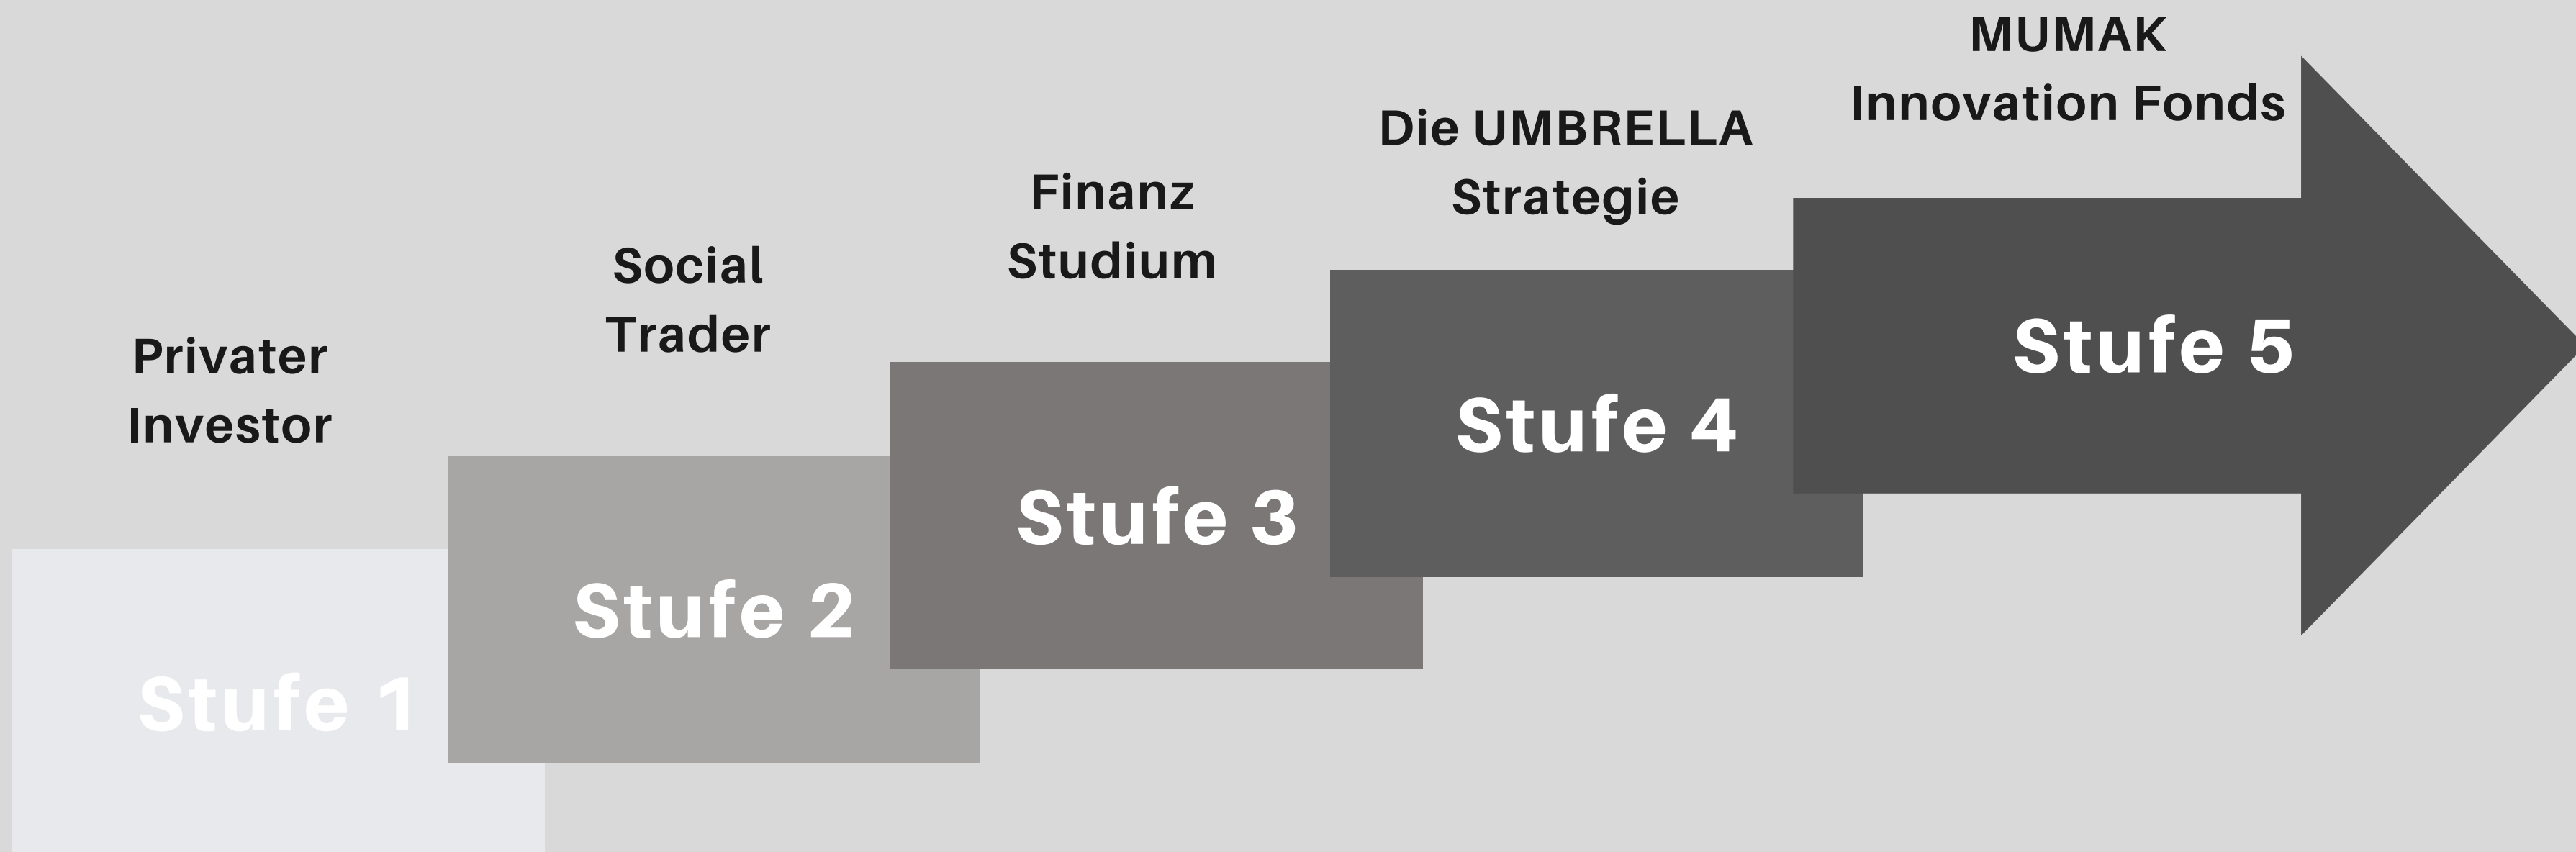 Privater
Investor
Stufe 1
Social
Trader
Stufe 2
Finanz
Studium
Stufe 3
Die UMBRELLA
Strategie
Stufe 4
MUMAK
Innovation Fonds
Stufe 5